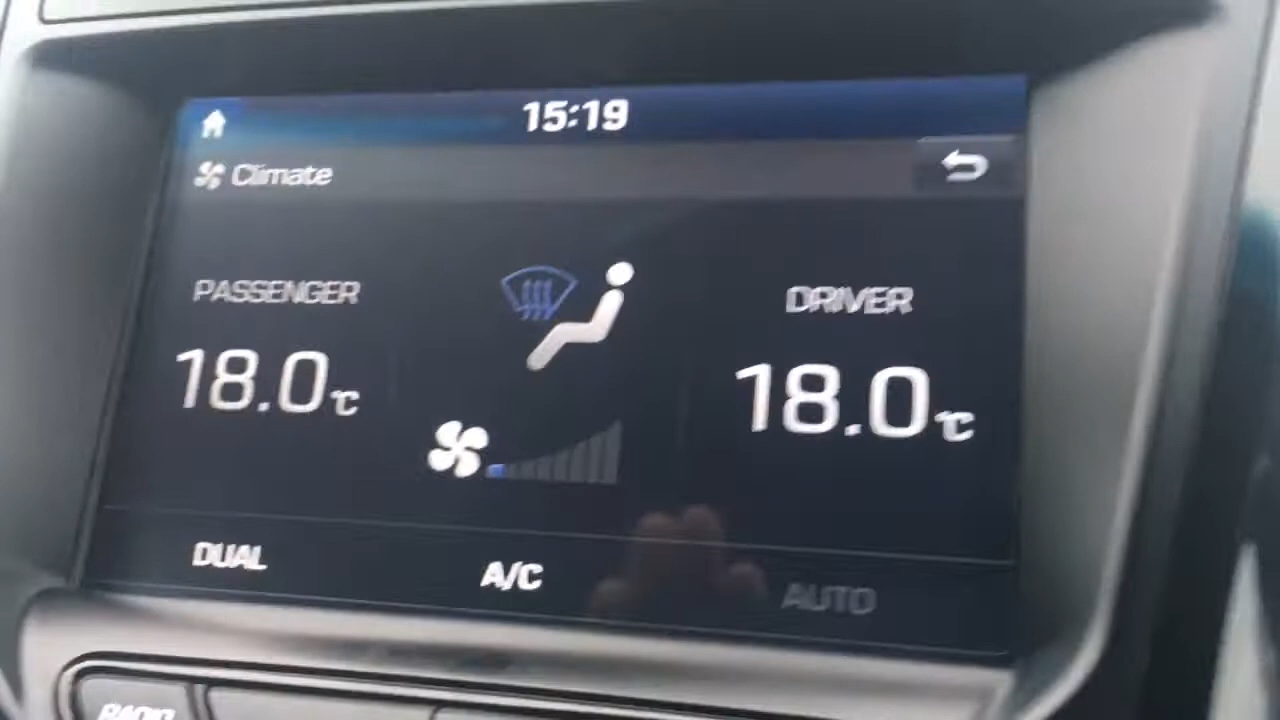 15:19
Climate
PASSENGER
DRIVER
18.0℃
18.0℃
DUAL
A/C
AUTO
RADIO